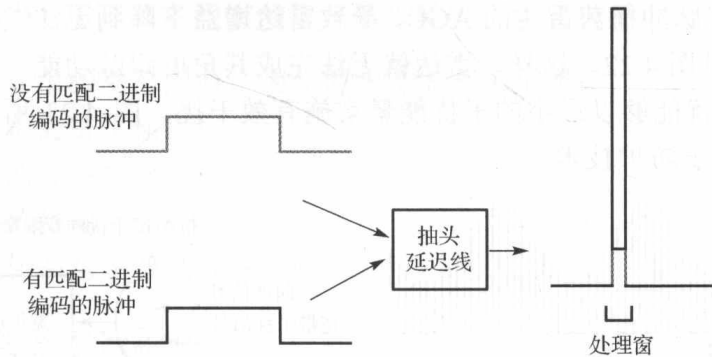 没有匹配二进制
编码的脉冲
抽头
延迟线
有匹配二进制
编码的脉冲
处理窗